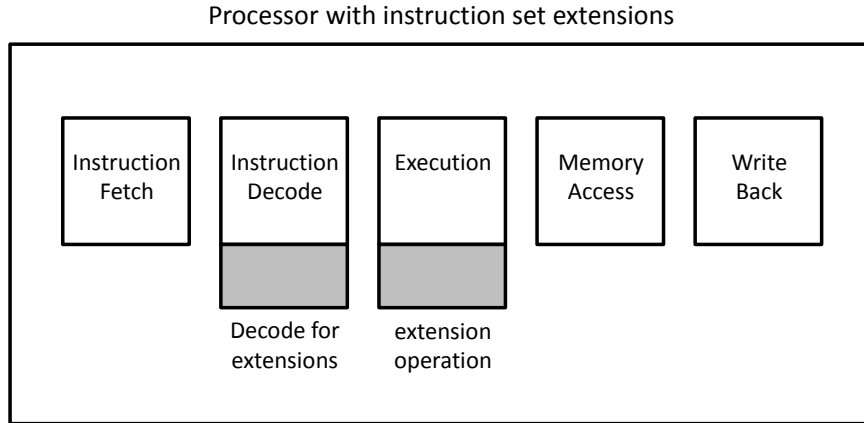 Processor with instruction set extensions
Instruction
Fetch
Instruction
Decode
Execution
Memory
Access
Write
Back
Decode for
extensions
extension
operation